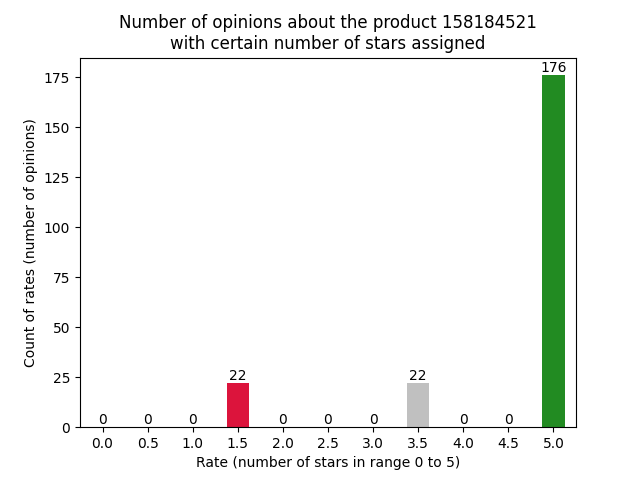 Number of opinions about the product 158184521
with certain number of stars assigned
Count of rates (number of opinions)
175
150
125
100
75
50
25
0
0 0 0 22 0 0 0 22 0 0 176
0.0 0.5 1.0 1.5 2.0 2.5 3.0 3.5 4.0 4.5 5.0
Rate (number of stars in range 0 to 5)